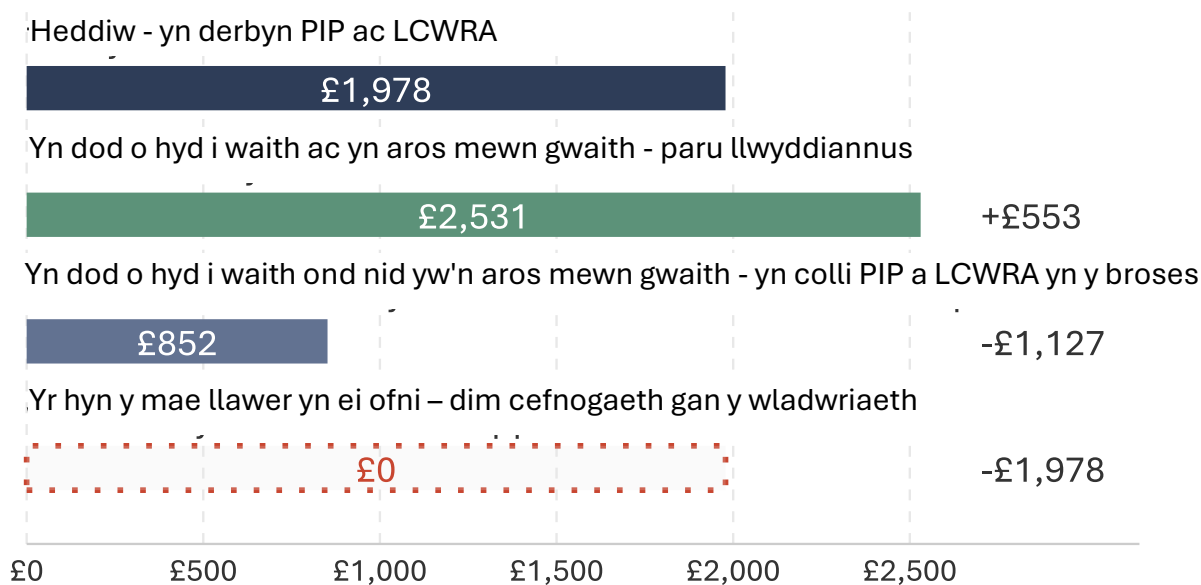 Heddiw - yn derbyn PIP ac LCWRA
£1,978
Yn dod o hyd i waith ac yn aros mewn gwaith - paru llwyddiannus
£2,531 +£553
Yn dod o hyd i waith ond nid yw'n aros mewn gwaith - yn colli PIP a LCWRA yn y broses
£852 -£1,127
Yr hyn y mae llawer yn ei ofni – dim cefnogaeth gan y wladwriaeth
£0 -£1,978
£0 £500 £1,000 £1,500 £2,000 £2,500